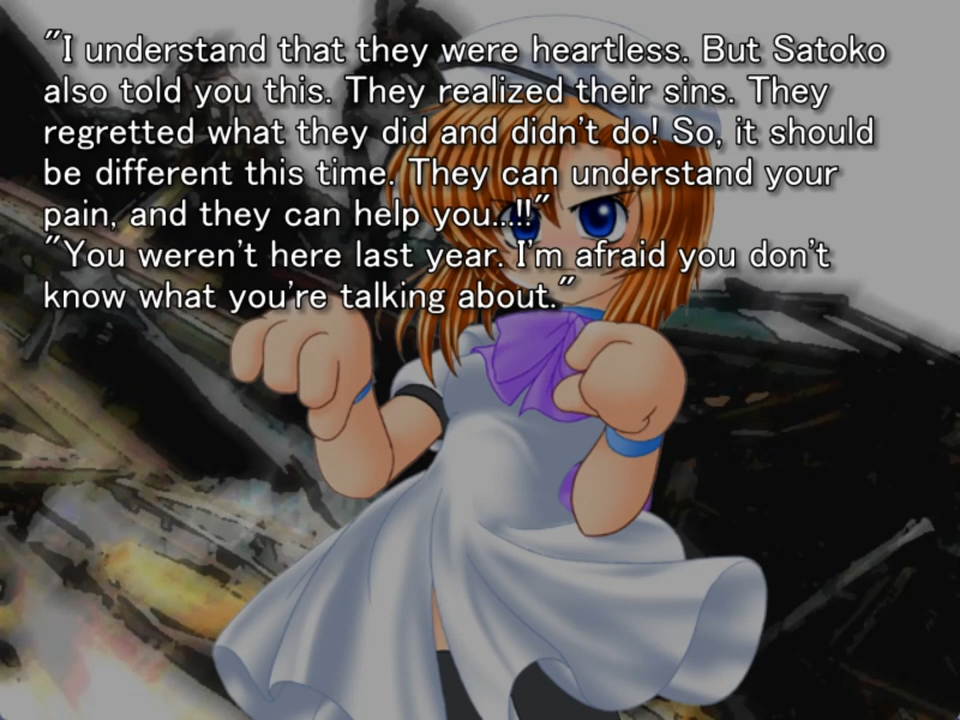 "I understand that they were heartless. But Satoko
also told you this. They realized their sins. They
regretted what they did and didn't do! So, it should
be different this time. They can understand your
pain, and they can help you...!!"
"You weren't here last year. I'm afraid you don't
know what you're talking about."